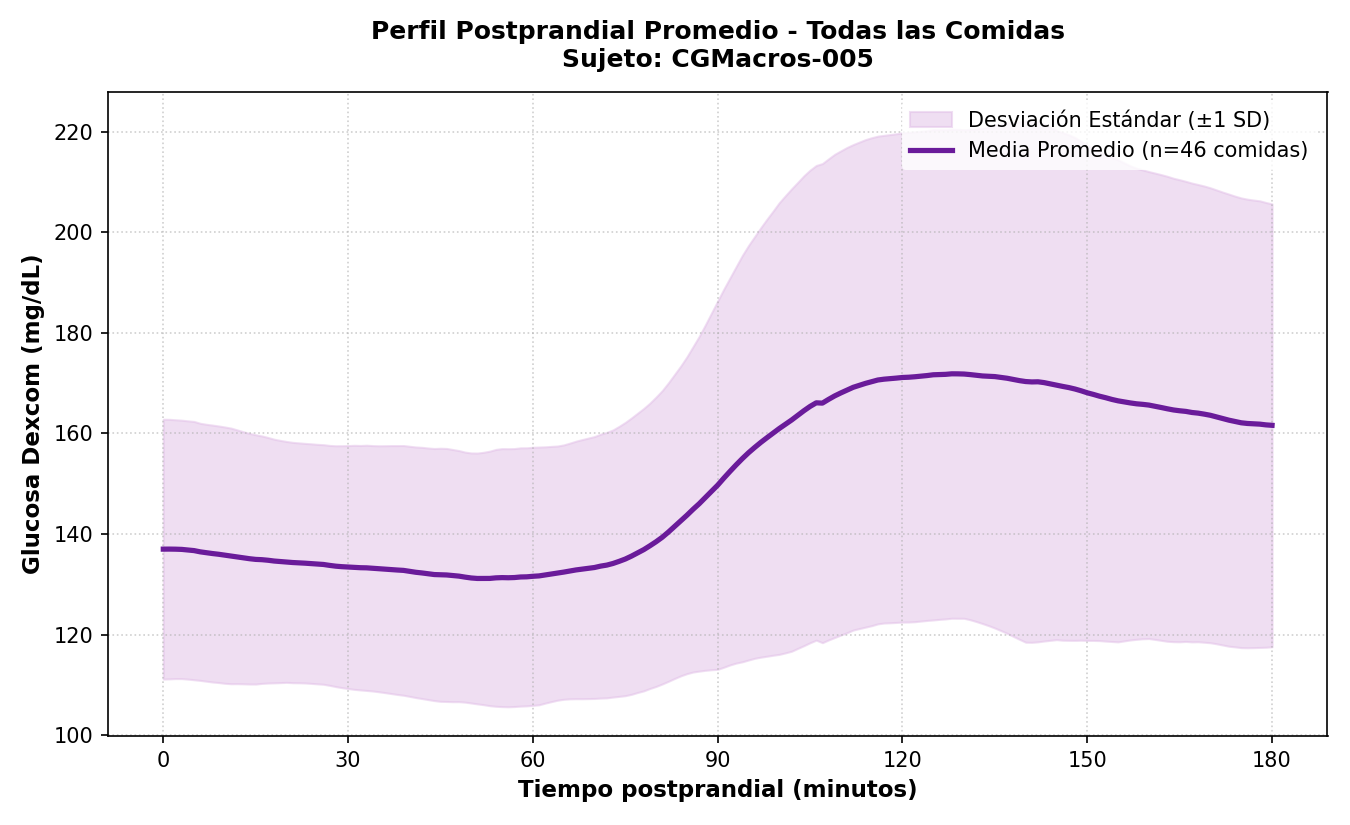 Perfil Postprandial Promedio - Todas las Comidas
Sujeto: CGMacros-005
Desviación Estándar (±1 SD)
Media Promedio (n=46 comidas)
Glucosa Dexcom (mg/dL)
220
200
180
160
140
120
100
0 30 60 90 120 150 180
Tiempo postprandial (minutos)